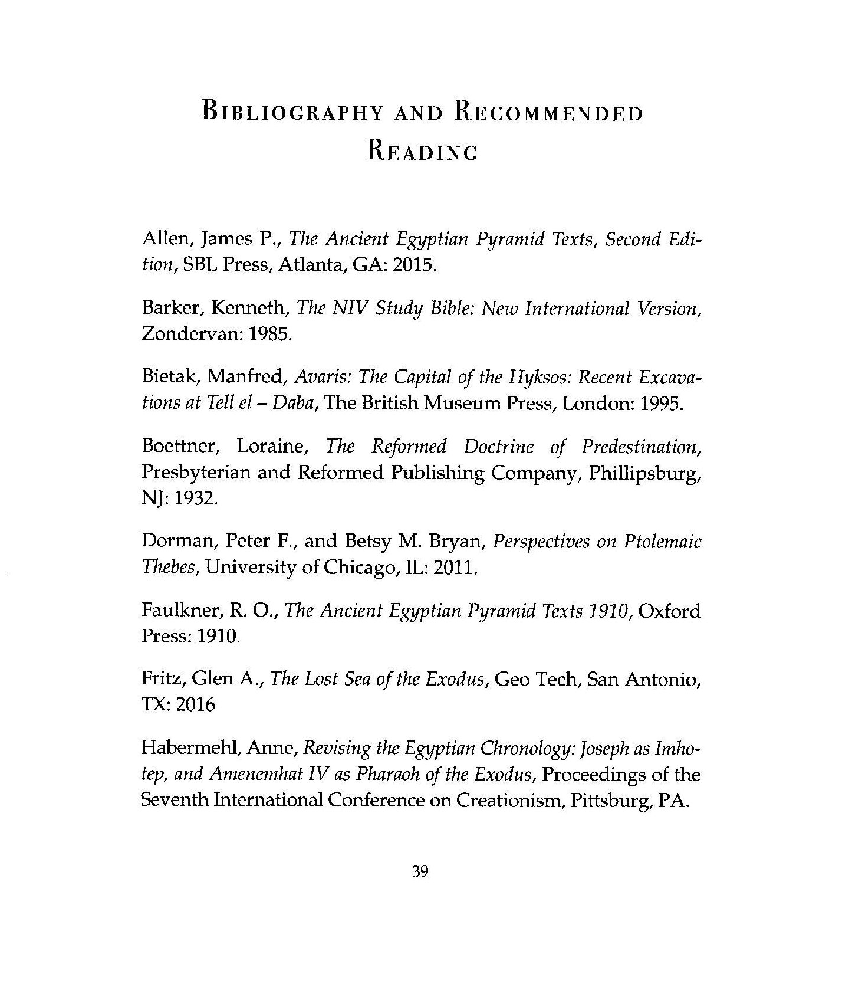 BIBLIOGRAPHY AND RECOMMENDED
READING
Allen, James P., The Ancient Egyptian Pyramid Texts, Second Edi-
tion, SBL Press, Atlanta, GA: 2015.
Barker, Kenneth, The NIV Study Bible: New International Version,
Zondervan: 1985.
Bietak, Manfred, Avaris: The Capital of the Hyksos: Recent Excava-
tions at Tell el – Daba, The British Museum Press, London: 1995.
Boettner, Loraine, The Reformed Doctrine of Predestination,
Presbyterian and Reformed Publishing Company, Phillipsburg,
NJ: 1932.
Dorman, Peter F., and Betsy M. Bryan, Perspectives on Ptolemaic
Thebes, University of Chicago, IL: 2011.
Faulkner, R. O., The Ancient Egyptian Pyramid Texts 1910, Oxford
Press: 1910.
Fritz, Glen A., The Lost Sea of the Exodus, Geo Tech, San Antonio,
TX: 2016
Habermehl, Anne, Revising the Egyptian Chronology: Joseph as Imho-
tep, and Amenemhat IV as Pharaoh of the Exodus, Proceedings of the
Seventh International Conference on Creationism, Pittsburg, PA.
39